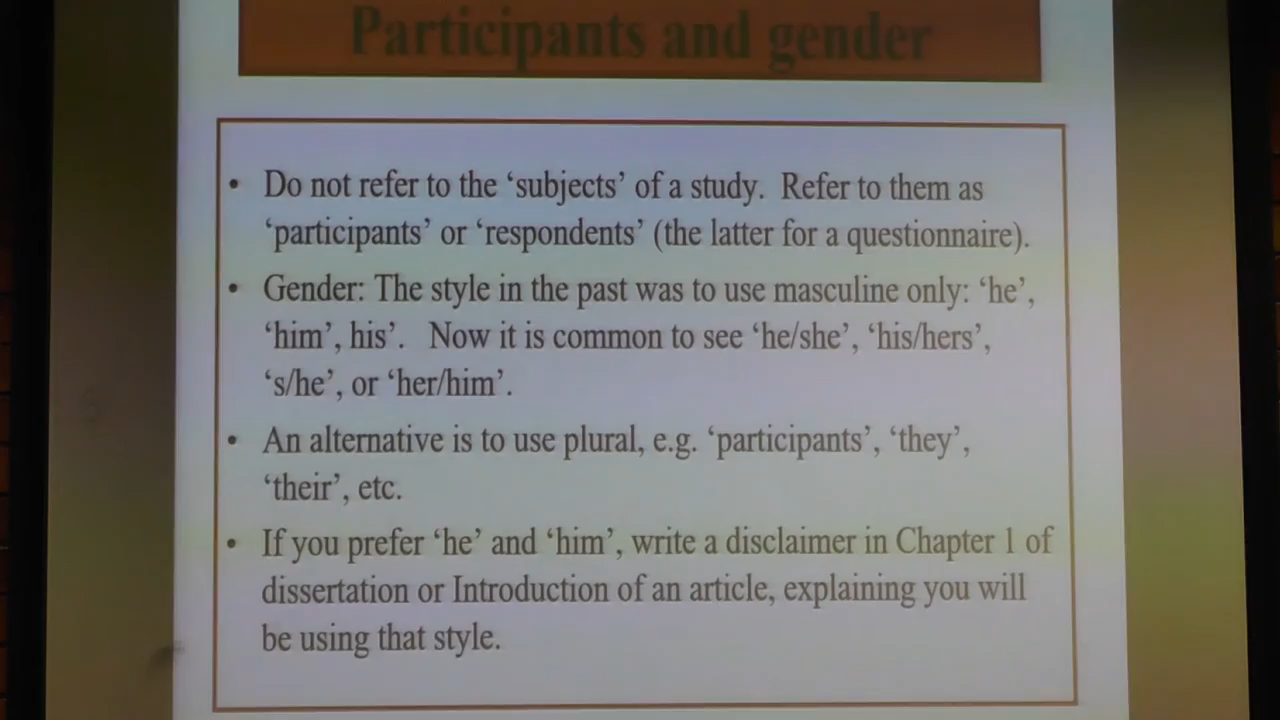 Participants and gender
• Do not refer to the ‘subjects’ of a study. Refer to them as
‘participants’ or ‘respondents’ (the latter for a questionnaire).
• Gender: The style in the past was to use masculine only: ‘he’,
‘him’, his’. Now it is common to see ‘he/she’, ‘his/hers’,
‘s/he’, or ‘her/him’.
• An alternative is to use plural, e.g. ‘participants’, ‘they’,
‘their’, etc.
• If you prefer ‘he’ and ‘him’, write a disclaimer in Chapter 1 of
dissertation or Introduction of an article, explaining you will
be using that style.